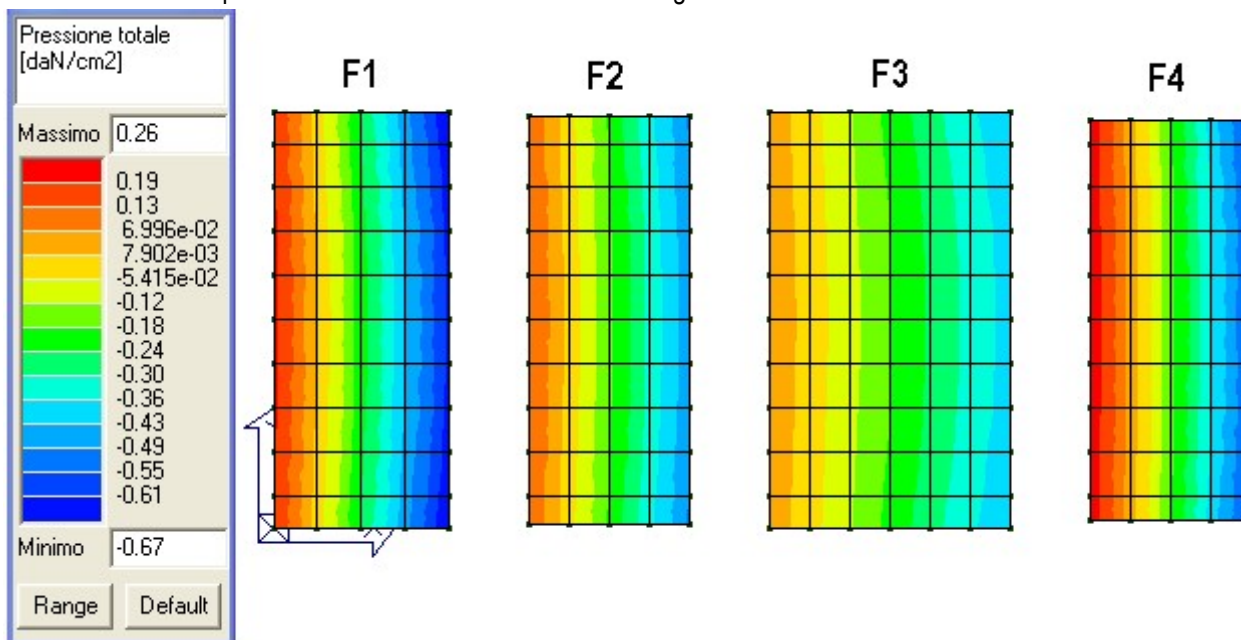 Pressione totale
[daN/cm2]
Massimo 0.26
0.19
0.13
6.996e-02
7.902e-03
-5.415e-02
-0.12
-0.18
-0.24
-0.30
-0.36
-0.43
-0.49
-0.55
-0.61
Minimo -0.67
Range Default
F1 F2 F3 F4